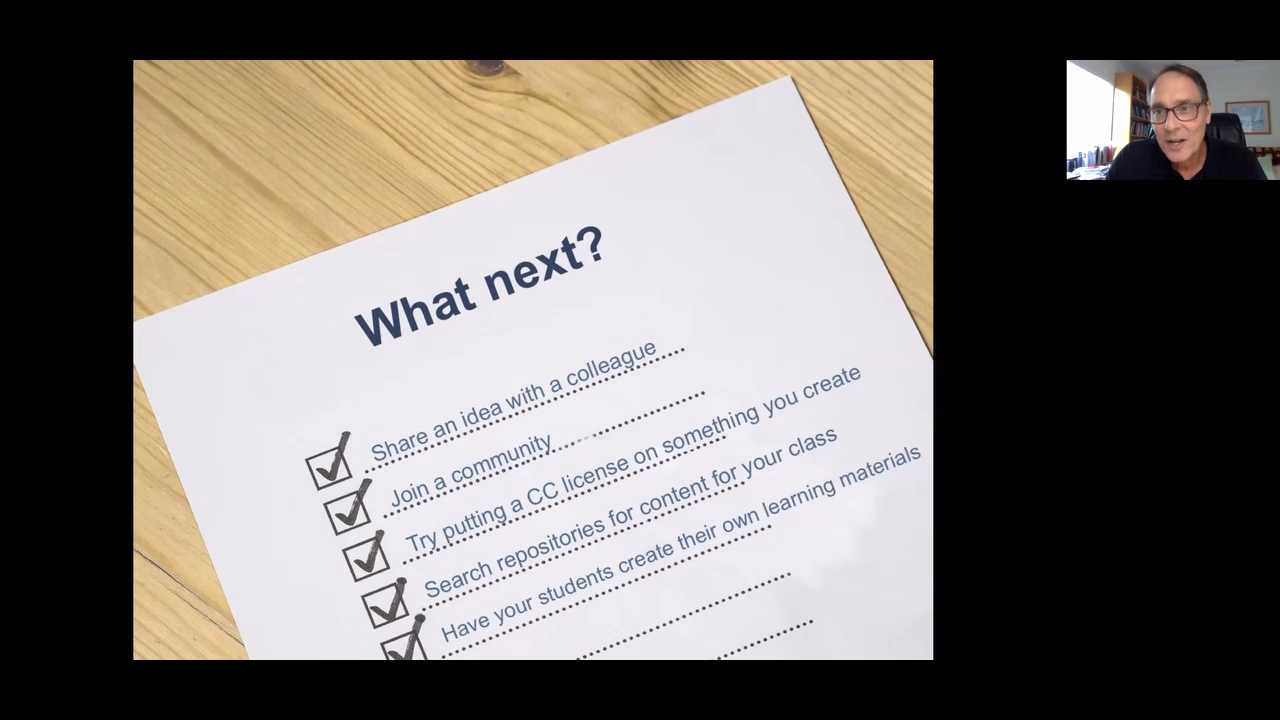 What next?
Share an idea with a colleague
Join a community
Try putting a CC license on something you create
Search repositories for content for your class
Have your students create their own learning materials